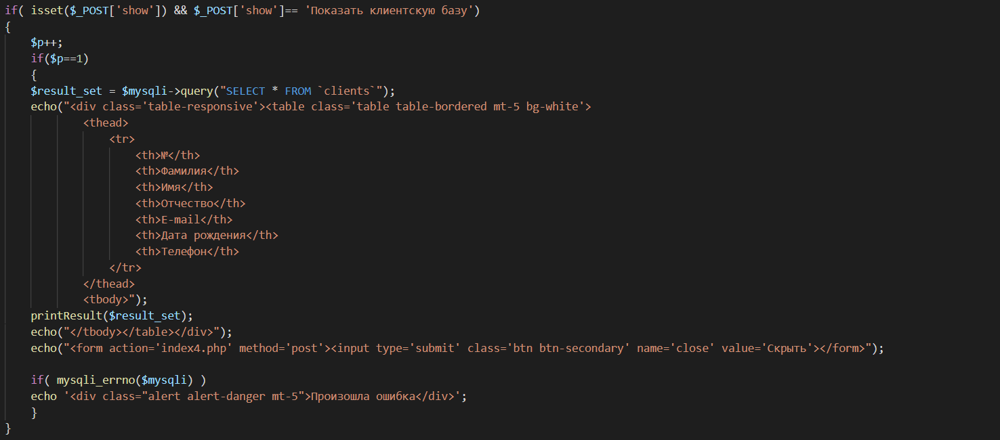 if( isset($_POST['show']) && $_POST['show']== 'Показать клиентскую базу')
{
    $p++;
    if($p==1)
    {
    $result_set = $mysqli->query("SELECT * FROM `clients`");
    echo("<div class='table-responsive'><table class='table table-bordered mt-5 bg-white'>
            <thead>
                <tr>
                    <th>№</th>
                    <th>Фамилия</th>
                    <th>Имя</th>
                    <th>Отчество</th>
                    <th>E-mail</th>
                    <th>Дата рождения</th>
                    <th>Телефон</th>
                </tr>
            </thead>
            <tbody>");
    printResult($result_set);
    echo("</tbody></table></div>");
    echo("<form action='index4.php' method='post'><input type='submit' class='btn btn-secondary' name='close' value='Скрыть'></form>");

    if( mysqli_errno($mysqli) )
    echo '<div class="alert alert-danger mt-5">Произошла ошибка</div>';
    }
}